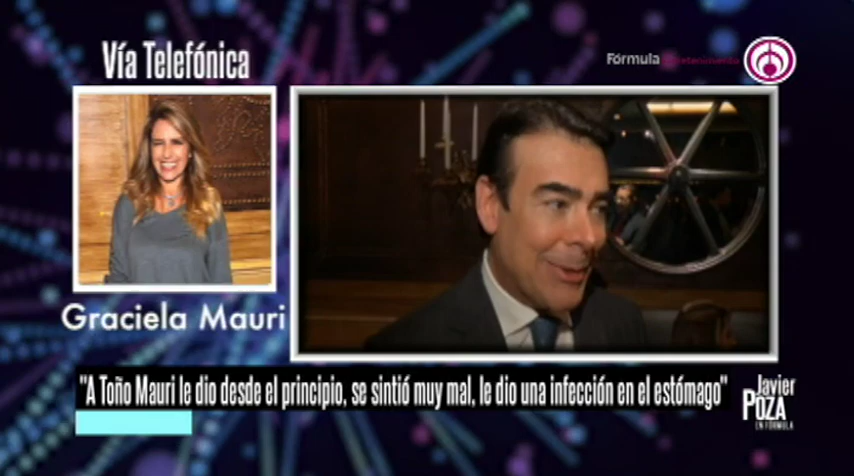 Vía Telefónica
Fórmula
Graciela Mauri
"A Toño Mauri le dio desde el principio, se sintió muy mal, le dio una infección en el estómago"
Javier
POZA
EN FÓRMULA